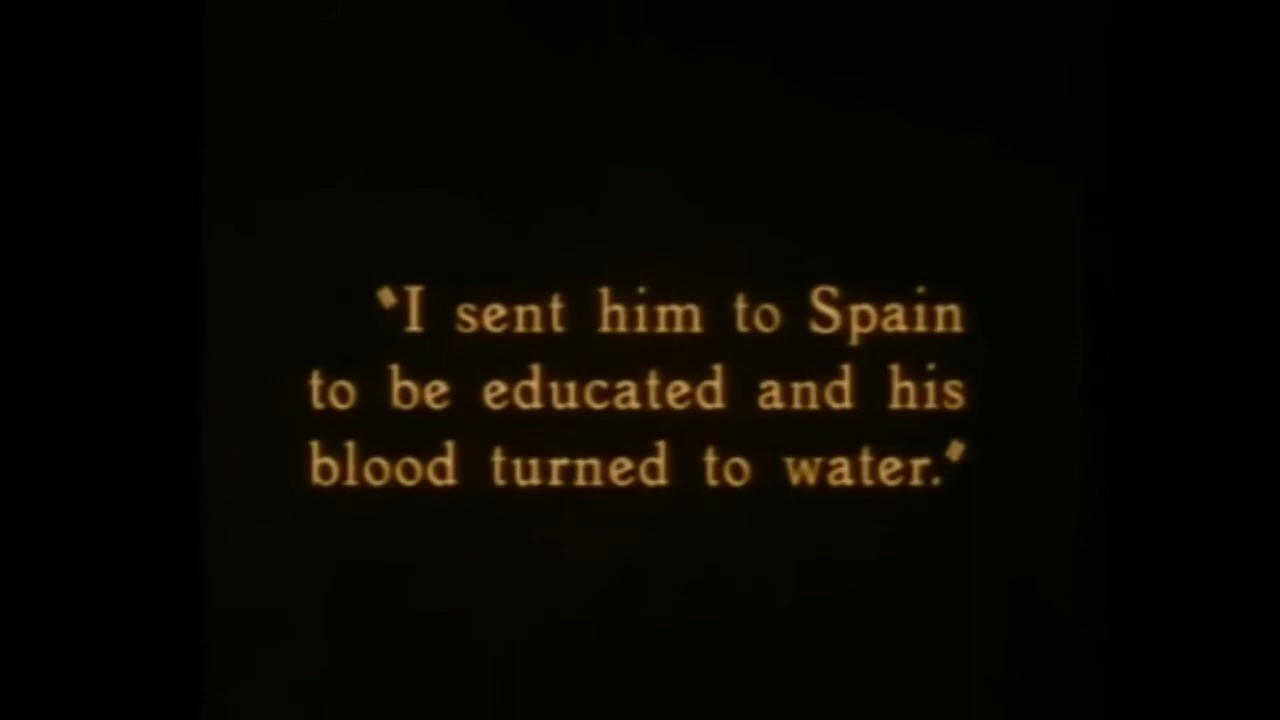 "I sent him to Spain
to be educated and his
blood turned to water."